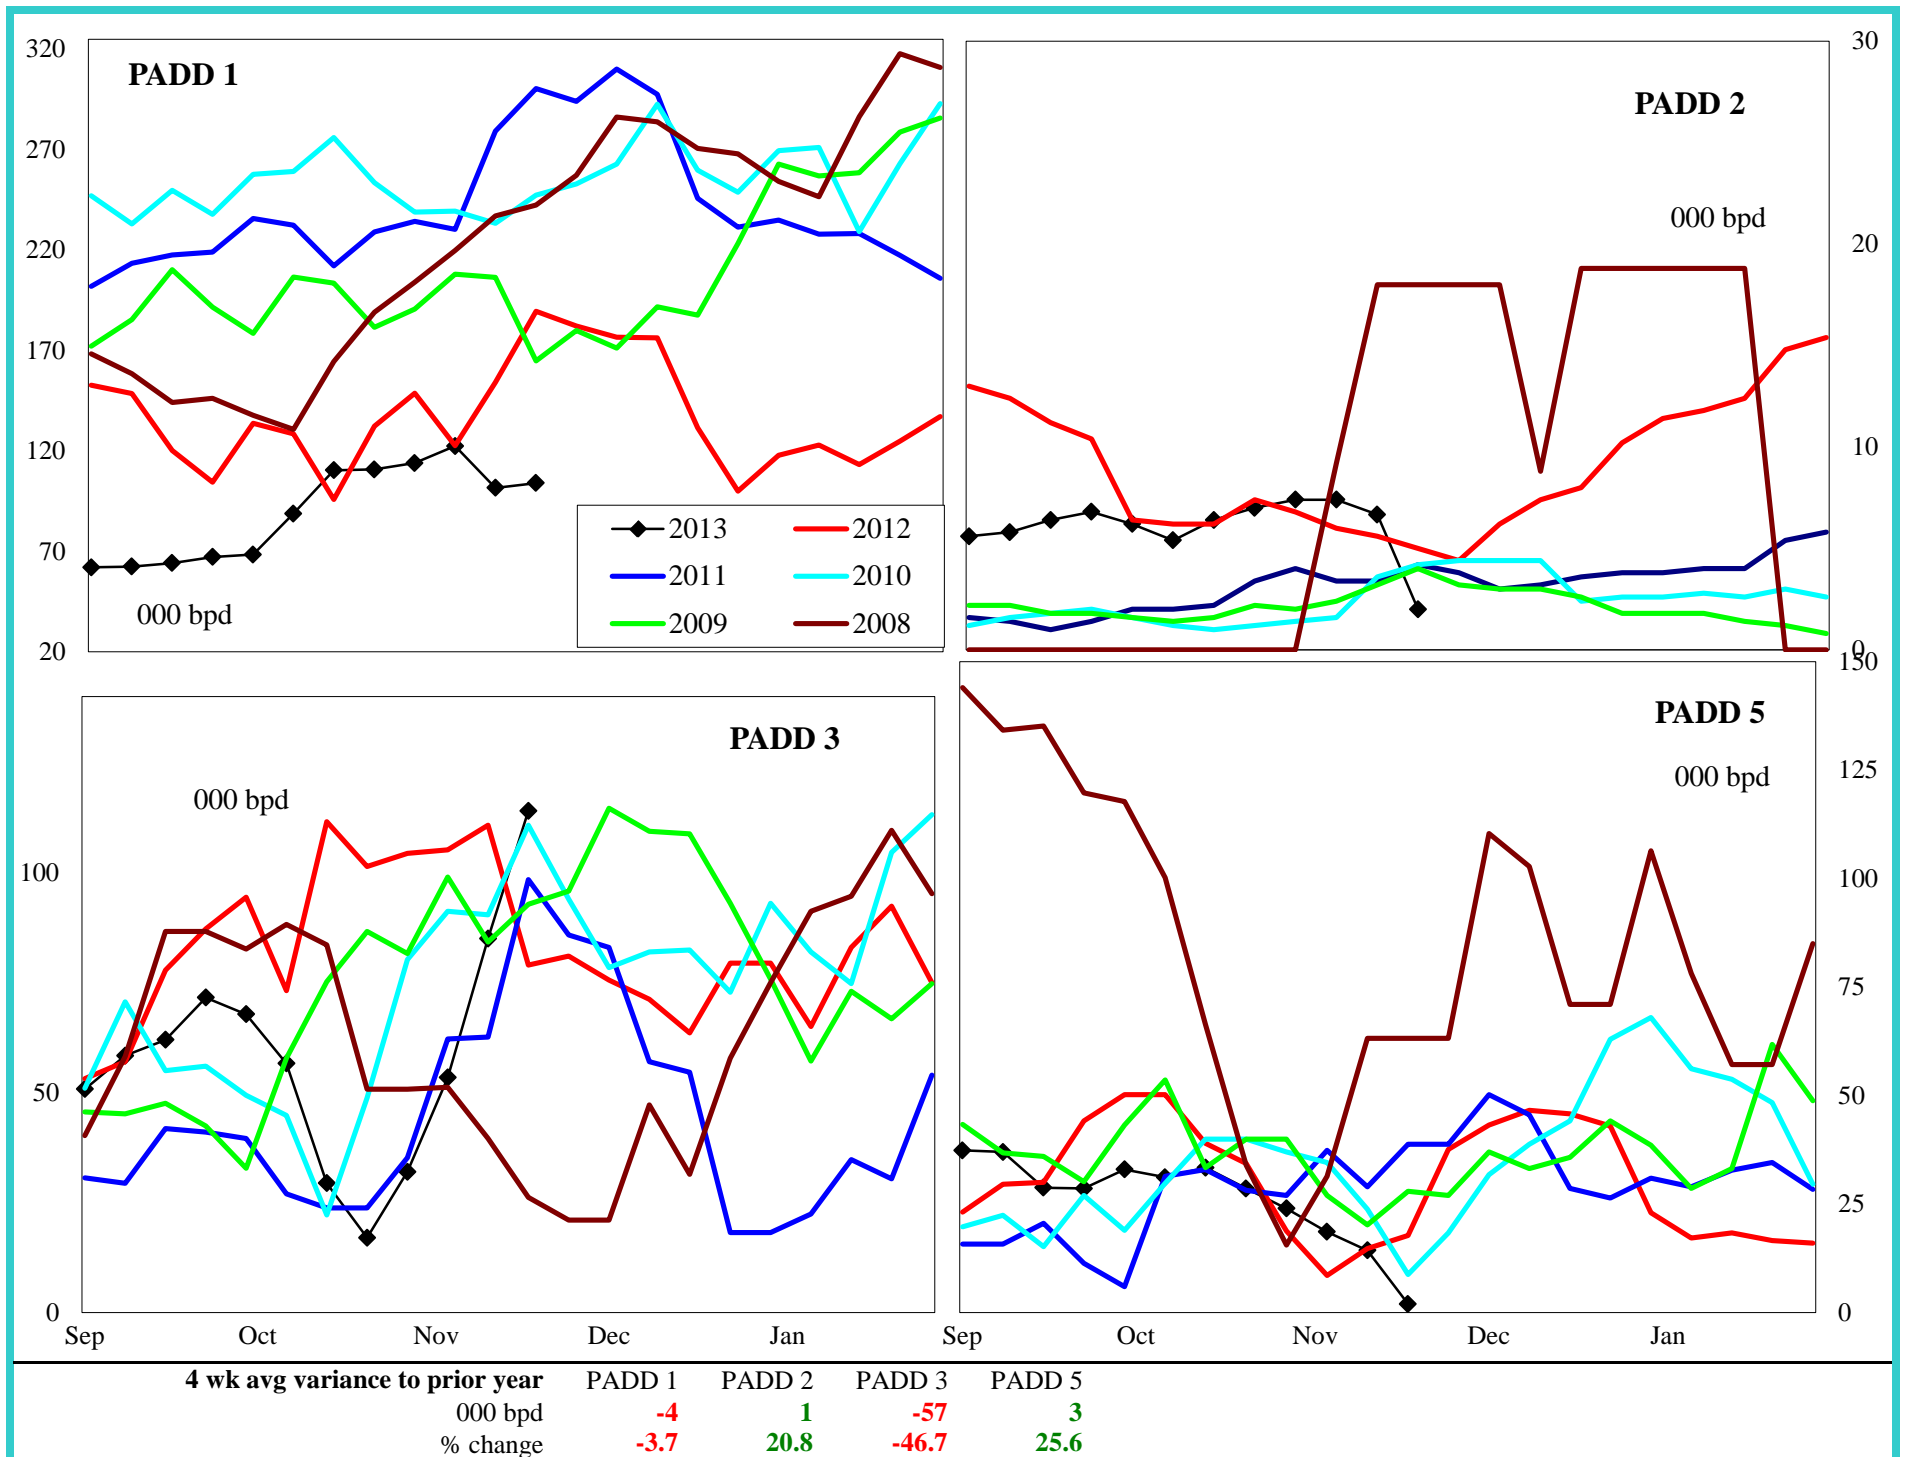 PADD 1
320
270
220
170
120
70
20
000 bpd
2013 2012
2011 2010
2009 2008
PADD 2
000 bpd
30
20
10
0
PADD 3
000 bpd
100
50
0
Sep Oct Nov Dec Jan
PADD 5
000 bpd
150
125
100
75
50
25
0
Sep Oct Nov Dec Jan
4 wk avg variance to prior year PADD 1 PADD 2 PADD 3 PADD 5
000 bpd -4 1 -57 3
% change -3.7 20.8 -46.7 25.6